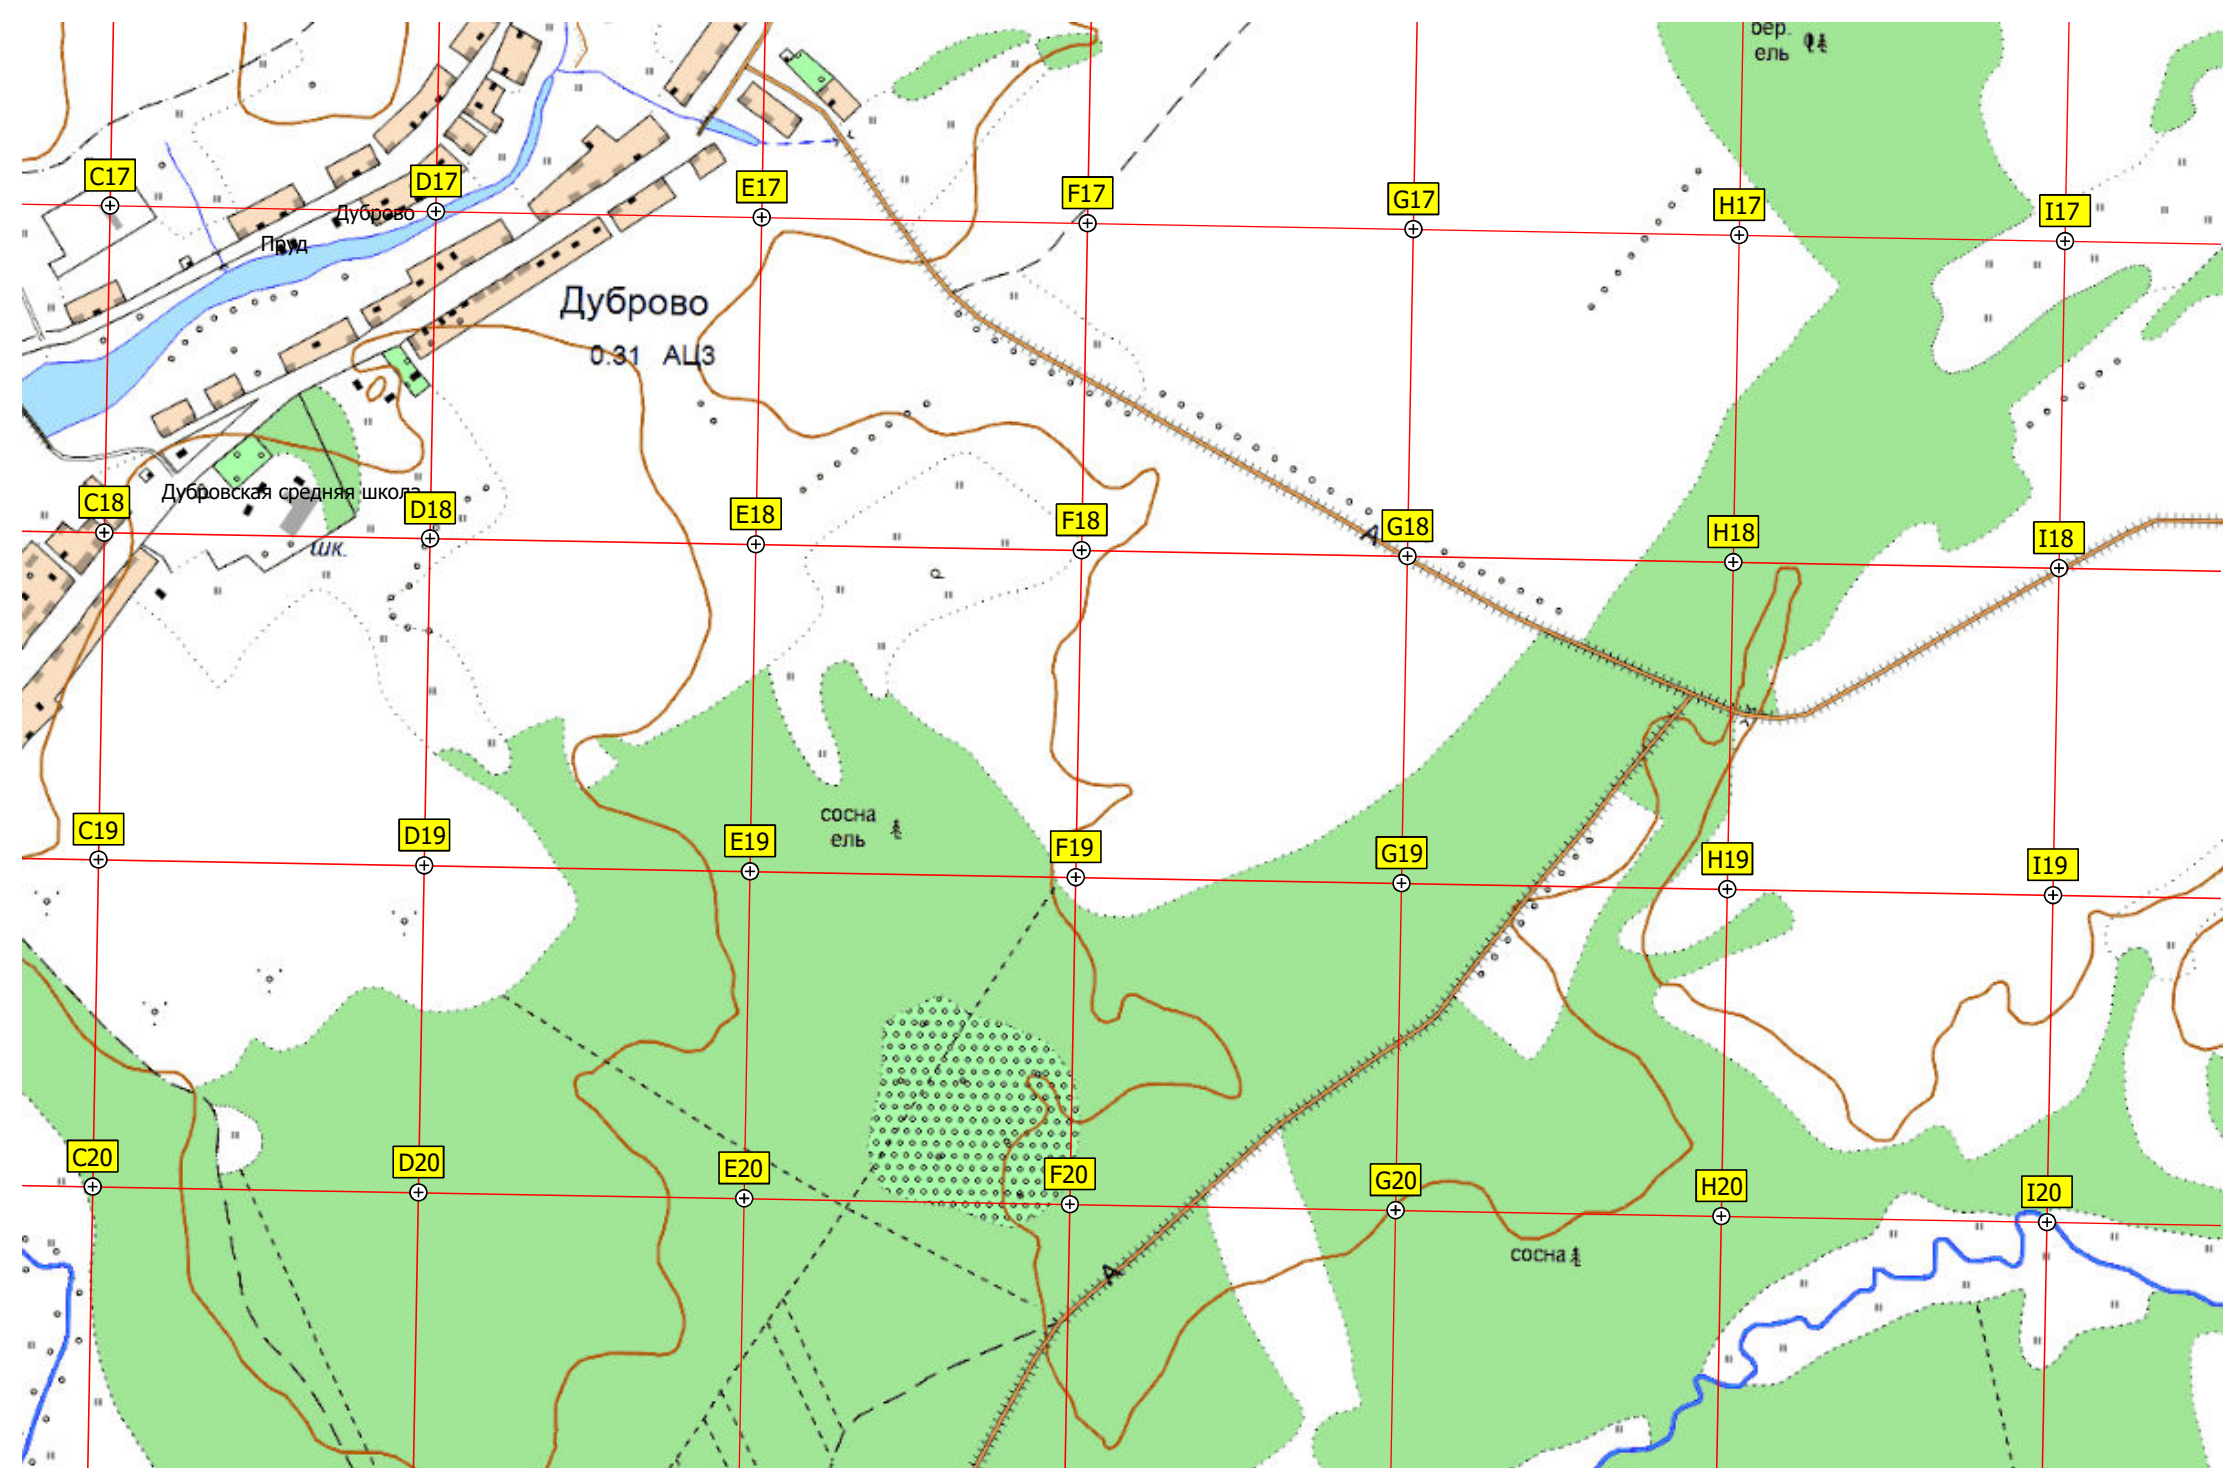 бер.
ель
C17
D17
E17
F17
G17
H17
I17
Дуброво
Пруд
Дуброво
0.31 АЦЗ
Дубровская средняя школа
C18
D18
E18
F18
G18
H18
I18
А
шк.
сосна
ель
C19
D19
E19
F19
G19
H19
I19
C20
D20
E20
F20
G20
H20
I20
сосна
А